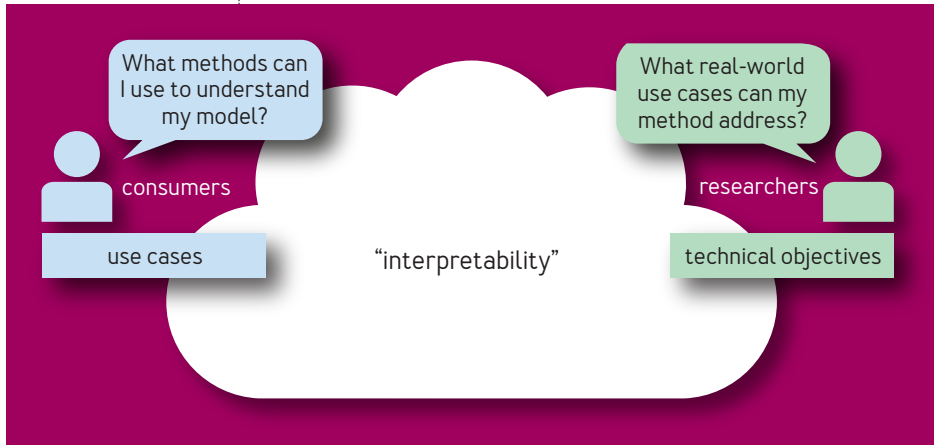 What methods can
I use to understand
my model?
consumers
use cases
“interpretability”
What real-world
use cases can my
method address?
researchers
technical objectives